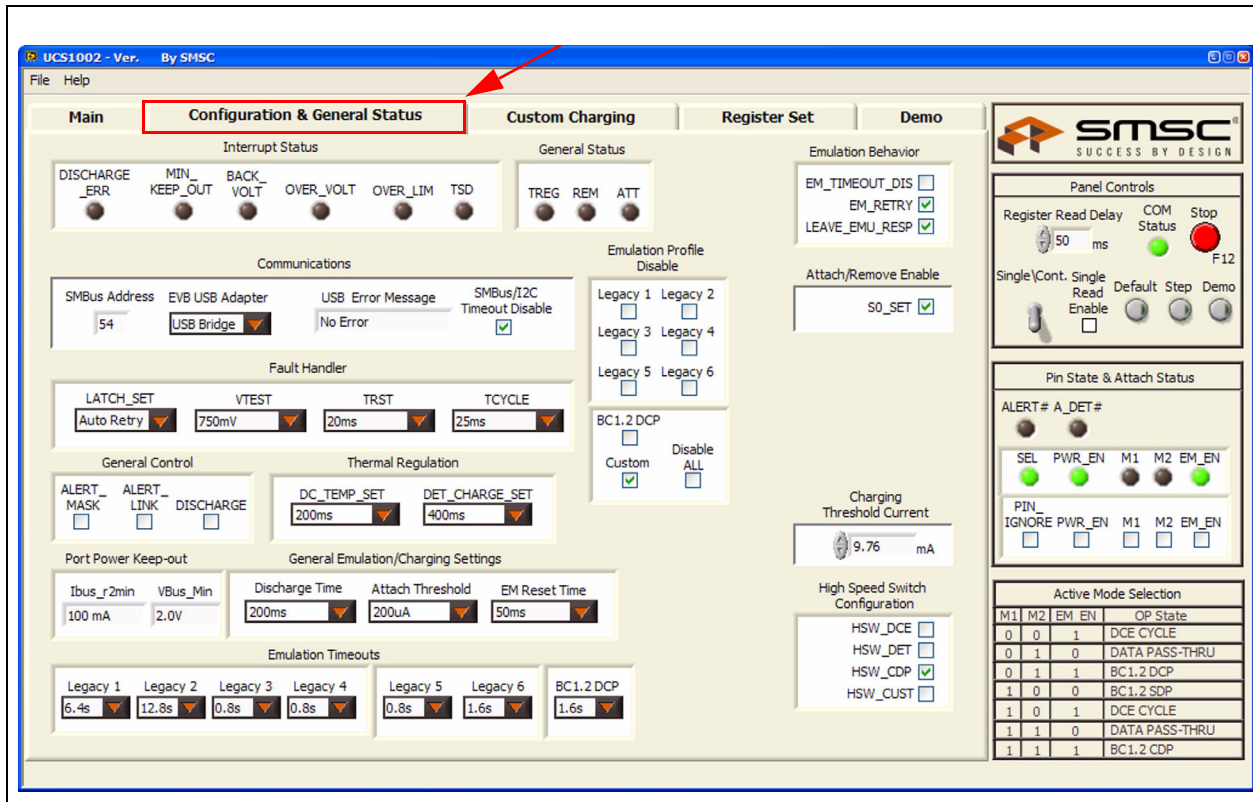 UCS1002 - Ver. By SMSC
File Help
Main
Configuration & General Status
Custom Charging
Register Set
Demo
Interrupt Status
DISCHARGE
_ERR
MIN_
KEEP_OUT
BACK_
VOLT
OVER_VOLT
OVER_LIM
TSD
General Status
TREG REM ATT
Emulation Behavior
EM_TIMEOUT_DIS
EM_RETRY
LEAVE_EMU_RESP
Communications
SMBus Address
54
EVB USB Adapter
USB Bridge
USB Error Message
No Error
SMBus/I2C
Timeout Disable
Emulation Profile
Disable
Legacy 1 Legacy 2
Legacy 3 Legacy 4
Legacy 5 Legacy 6
BC1.2 DCP
Custom
Disable
ALL
Attach/Remove Enable
S0_SET
Fault Handler
LATCH_SET
Auto Retry
VTEST
750mV
TRST
20ms
TCYCLE
25ms
General Control
ALERT_
MASK
ALERT_
LINK
DISCHARGE
Thermal Regulation
DC_TEMP_SET
200ms
DET_CHARGE_SET
400ms
Charging
Threshold Current
9.76 mA
Port Power Keep-out
Ibus_r2min
100 mA
VBus_Min
2.0V
General Emulation/Charging Settings
Discharge Time
200ms
Attach Threshold
200uA
EM Reset Time
50ms
High Speed Switch
Configuration
HSW_DCE
HSW_DET
HSW_CDP
HSW_CUST
Emulation Timeouts
Legacy 1
6.4s
Legacy 2
12.8s
Legacy 3
0.8s
Legacy 4
0.8s
Legacy 5
0.8s
Legacy 6
1.6s
BC1.2 DCP
1.6s
smsc®
SUCCESS BY DESIGN
Panel Controls
Register Read Delay
50 ms
COM
Status
Stop
F12
Single\Cont.
Single
Read
Enable
Default Step Demo
Pin State & Attach Status
ALERT# A_DET#
SEL PWR_EN M1 M2 EM_EN
PIN_
IGNORE PWR_EN M1 M2 EM_EN
Active Mode Selection
M1 M2 EM EN OP State
0 0 1 DCE CYCLE
0 1 0 DATA PASS-THRU
0 1 1 BC1.2 DCP
1 0 0 BC1.2 SDP
1 0 1 DCE CYCLE
1 1 0 DATA PASS-THRU
1 1 1 BC1.2 CDP